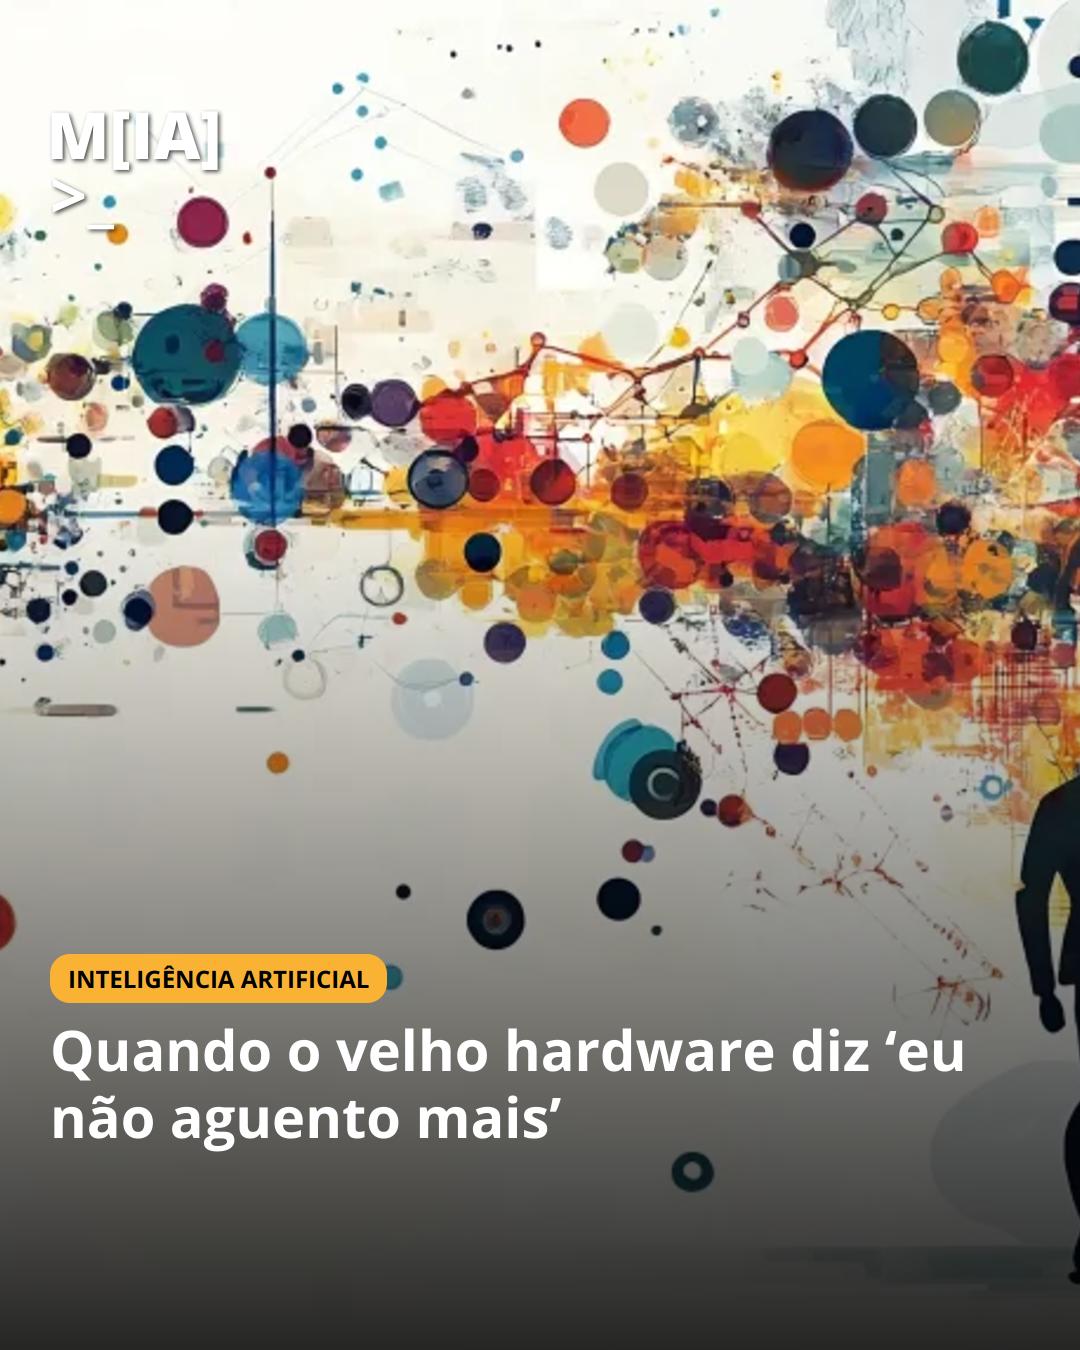 M[IA]
>_
INTELIGÊNCIA ARTIFICIAL
Quando o velho hardware diz ‘eu
não aguento mais’